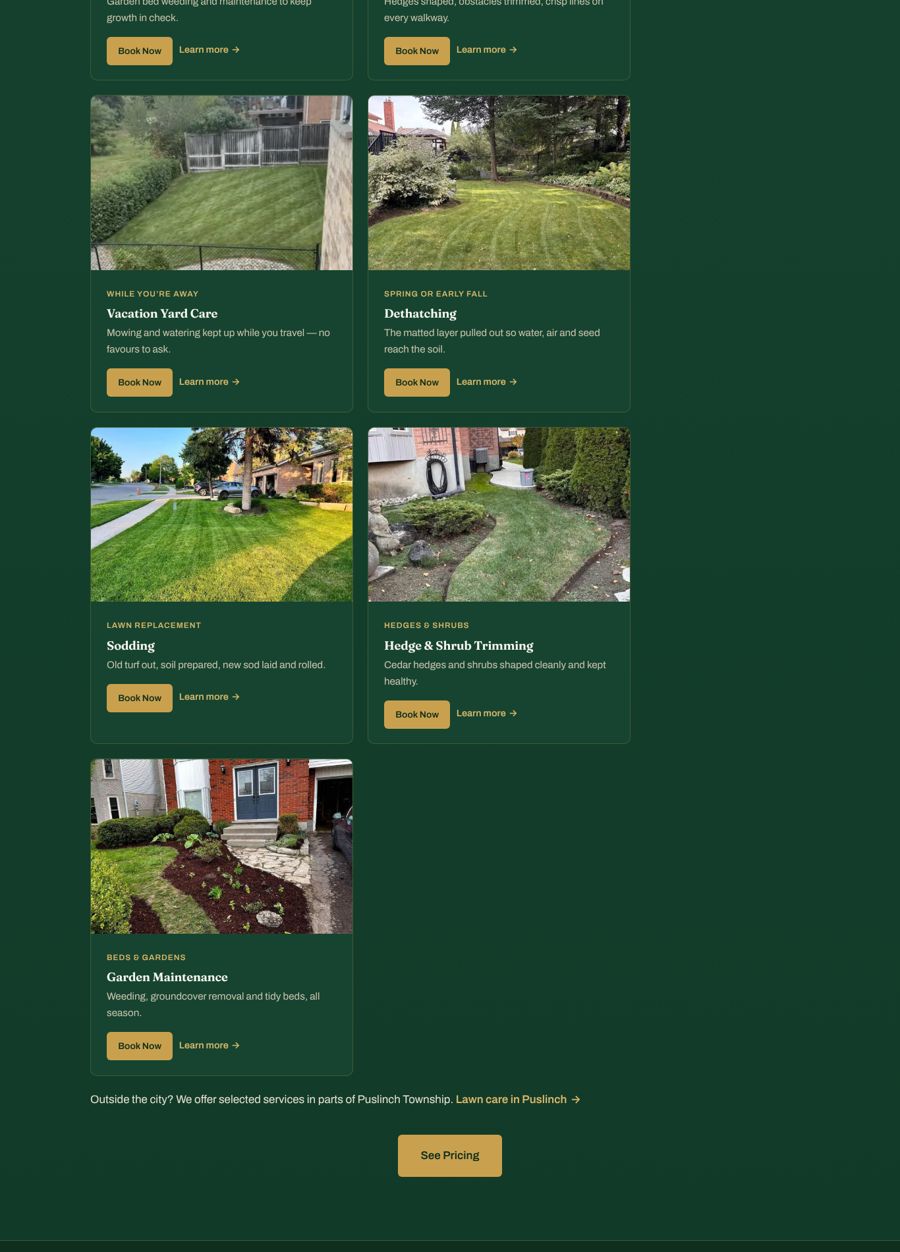 Garden bed weeding and maintenance to keep
growth in check.
Book Now Learn more →
Hedges shaped, obstacles trimmed, crisp lines on
every walkway.
Book Now Learn more →
WHILE YOU'RE AWAY
Vacation Yard Care
Mowing and watering kept up while you travel — no
favours to ask.
Book Now Learn more →
SPRING OR EARLY FALL
Dethatching
The matted layer pulled out so water, air and seed
reach the soil.
Book Now Learn more →
LAWN REPLACEMENT
Sodding
Old turf out, soil prepared, new sod laid and rolled.
Book Now Learn more →
HEDGES & SHRUBS
Hedge & Shrub Trimming
Cedar hedges and shrubs shaped cleanly and kept
healthy.
Book Now Learn more →
BEDS & GARDENS
Garden Maintenance
Weeding, groundcover removal and tidy beds, all
season.
Book Now Learn more →
Outside the city? We offer selected services in parts of Puslinch Township. Lawn care in Puslinch →
See Pricing